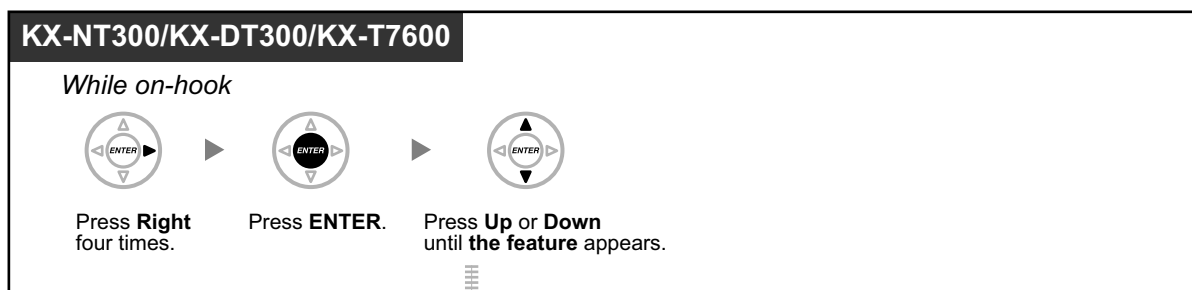 KX-NT300/KX-DT300/KX-T7600
While on-hook
ENTER
ENTER
ENTER
Press Right
four times.
Press ENTER.
Press Up or Down
until the feature appears.